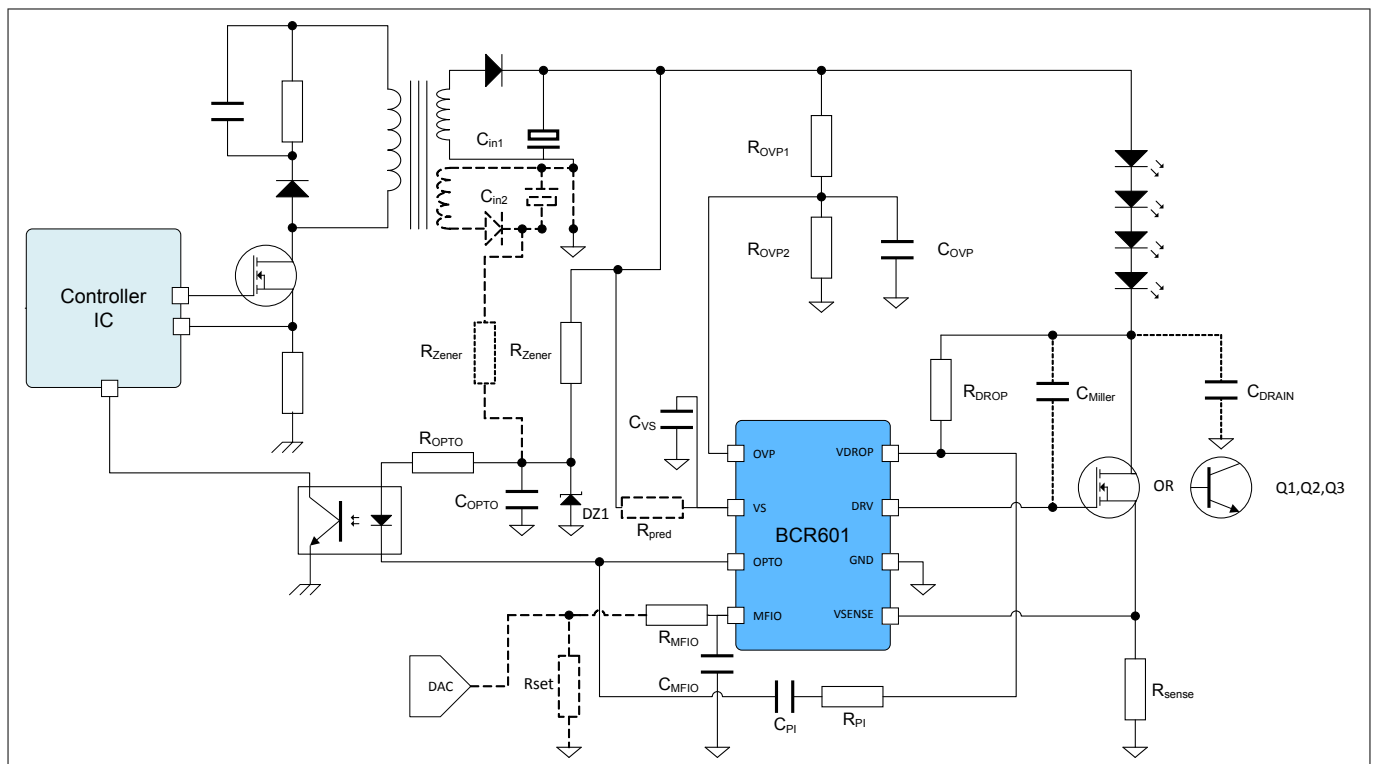 Cin1
ROVP1
Cin2
ROVP2
COVP
Controller
IC
RZener
RZener
RDROP
CMiller
CDRAIN
CVS
ROPTO
OVP
VDROP
COPTO
DZ1
OR
Q1,Q2,Q3
VS
DRV
Rpred
BCR601
OPTO
GND
MFIO
VSENSE
RMFIO
DAC
Rset
CMFIO
Rsense
CPI
RPI